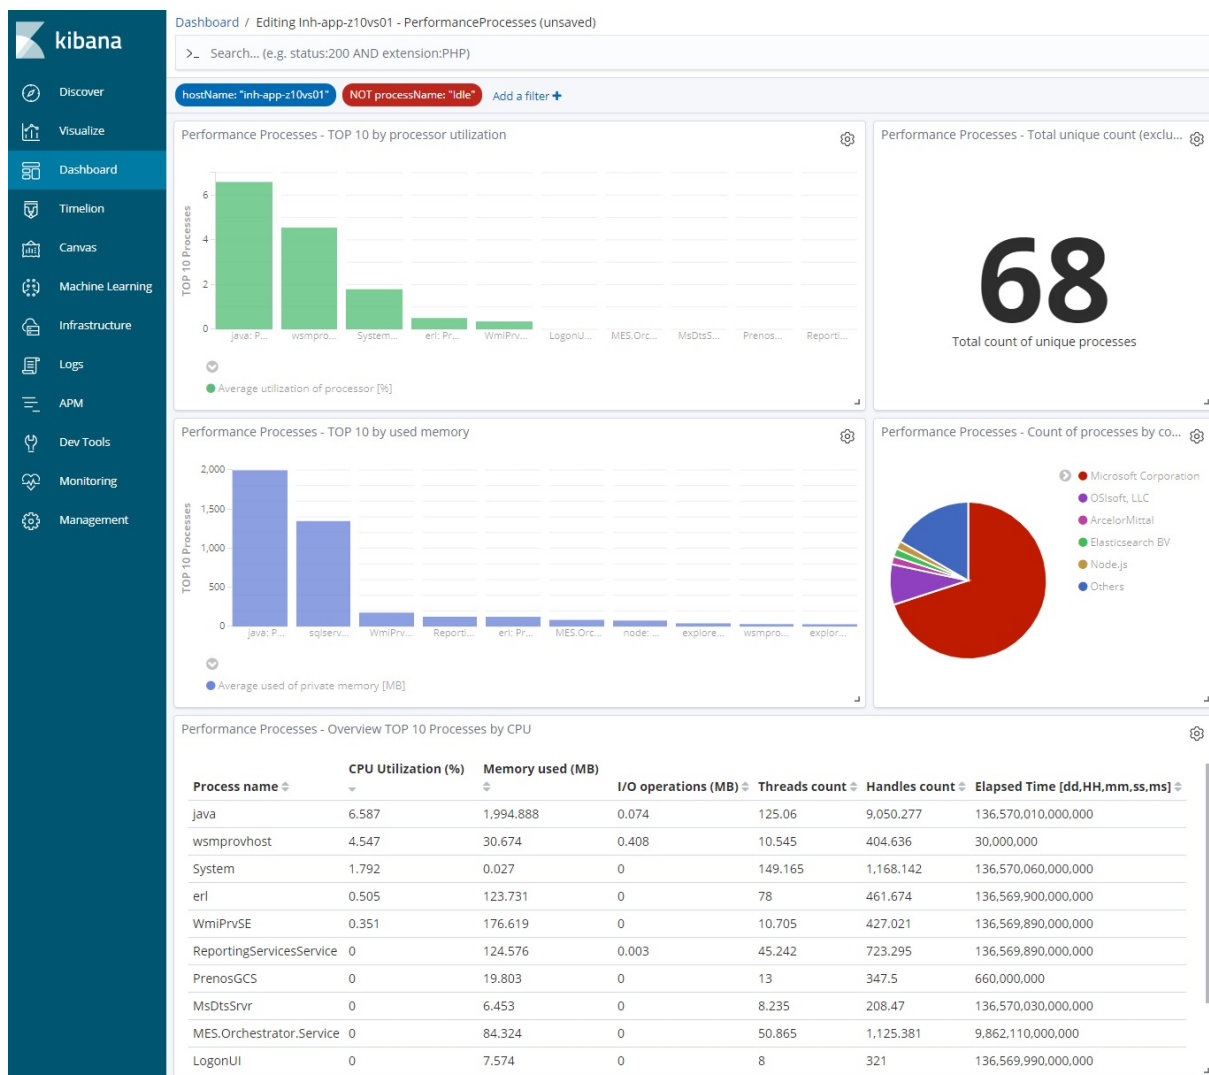 kibana
Discover
Visualize
Dashboard
Timelion
Canvas
Machine Learning
Infrastructure
Logs
APM
Dev Tools
Monitoring
Management
Dashboard / Editing Inh-app-z10vs01 - PerformanceProcesses (unsaved)
>_ Search... (e.g. status:200 AND extension:PHP)
hostName: "inh-app-z10vs01" NOT processName: "Idle" Add a filter +
Performance Processes - TOP 10 by processor utilization
TOP 10 Processes
6
4
2
0
java: P... wsmpro... System... erl: Pr... WmiPrv... LogonU... MES.Orc... MsDtsS... Prenos... Reporti...
Average utilization of processor [%]
Performance Processes - Total unique count (exclu...
68
Total count of unique processes
Performance Processes - TOP 10 by used memory
TOP 10 Processes
2,000
1,500
1,000
500
0
java: P... sqlserv... WmiPrv... Reporti... erl: Pr... MES.Orc... node: ... explore... wsmpro... explor...
Average used of private memory [MB]
Performance Processes - Count of processes by co...
Microsoft Corporation
OSIsoft, LLC
ArcelorMittal
Elasticsearch BV
Node.js
Others
Performance Processes - Overview TOP 10 Processes by CPU
Process name CPU Utilization (%) Memory used (MB) I/O operations (MB) Threads count Handles count Elapsed Time [dd,HH,mm,ss,ms]
java 6.587 1,994.888 0.074 125.06 9,050.277 136,570,010,000,000
wsmprovhost 4.547 30.674 0.408 10.545 404.636 30,000,000
System 1.792 0.027 0 149.165 1,168.142 136,570,060,000,000
erl 0.505 123.731 0 78 461.674 136,569,900,000,000
WmiPrvSE 0.351 176.619 0 10.705 427.021 136,569,890,000,000
ReportingServicesService 0 124.576 0.003 45.242 723.295 136,569,890,000,000
PrenosGCS 0 19.803 0 13 347.5 660,000,000
MsDtsSrvr 0 6.453 0 8.235 208.47 136,570,030,000,000
MES.Orchestrator.Service 0 84.324 0 50.865 1,125.381 9,862,110,000,000
LogonUI 0 7.574 0 8 321 136,569,990,000,000